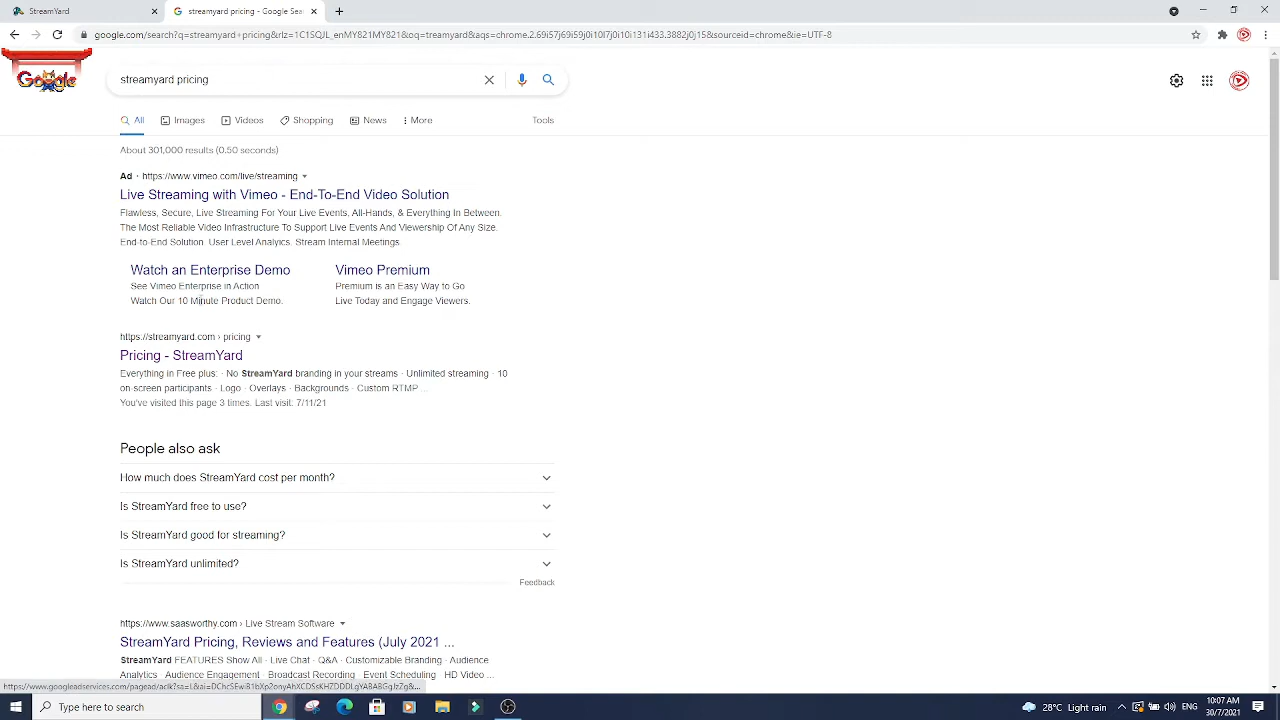 StreamYard
streamyard pricing - Google Sea
google.com/search?q=streamyard+pricing&rlz=1C1SQJL_enMY821MY821&oq=treamyard&aqs=chrome.2.69i57j69i59j0i10l7j0i10i131i433.3882j0j15&sourceid=chrome&ie=UTF-8
Google
streamyard pricing
All
Images
Videos
Shopping
News
More
Tools
About 301,000 results (0.50 seconds)
Ad · https://www.vimeo.com/live/streaming
Live Streaming with Vimeo - End-To-End Video Solution
Flawless, Secure, Live Streaming For Your Live Events, All-Hands, & Everything In Between.
The Most Reliable Video Infrastructure To Support Live Events And Viewership Of Any Size.
End-to-End Solution. User Level Analyics. Stream Internal Meetings.
Watch an Enterprise Demo
See Vimeo Enterprise in Action
Watch Our 10 Minute Product Demo.
Vimeo Premium
Premium is an Easy Way to Go
Live Today and Engage Viewers.
https://streamyard.com › pricing
Pricing - StreamYard
Everything in Free plus: · No StreamYard branding in your streams · Unlimited streaming · 10
on-screen participants · Logo · Overlays · Backgrounds · Custom RTMP ...
You've visited this page 3 times. Last visit: 7/11/21
People also ask
How much does StreamYard cost per month?
Is StreamYard free to use?
Is StreamYard good for streaming?
Is StreamYard unlimited?
Feedback
https://www.saasworthy.com › Live Stream Software
StreamYard Pricing, Reviews and Features (July 2021 ...
StreamYard FEATURES Show All · Live Chat · Q&A · Customizable Branding · Audience
Analytics · Audience Engagement · Broadcast Recording · Event Scheduling · HD Video ...
Type here to search
28°C Light rain
ENG
10:07 AM
30/7/2021